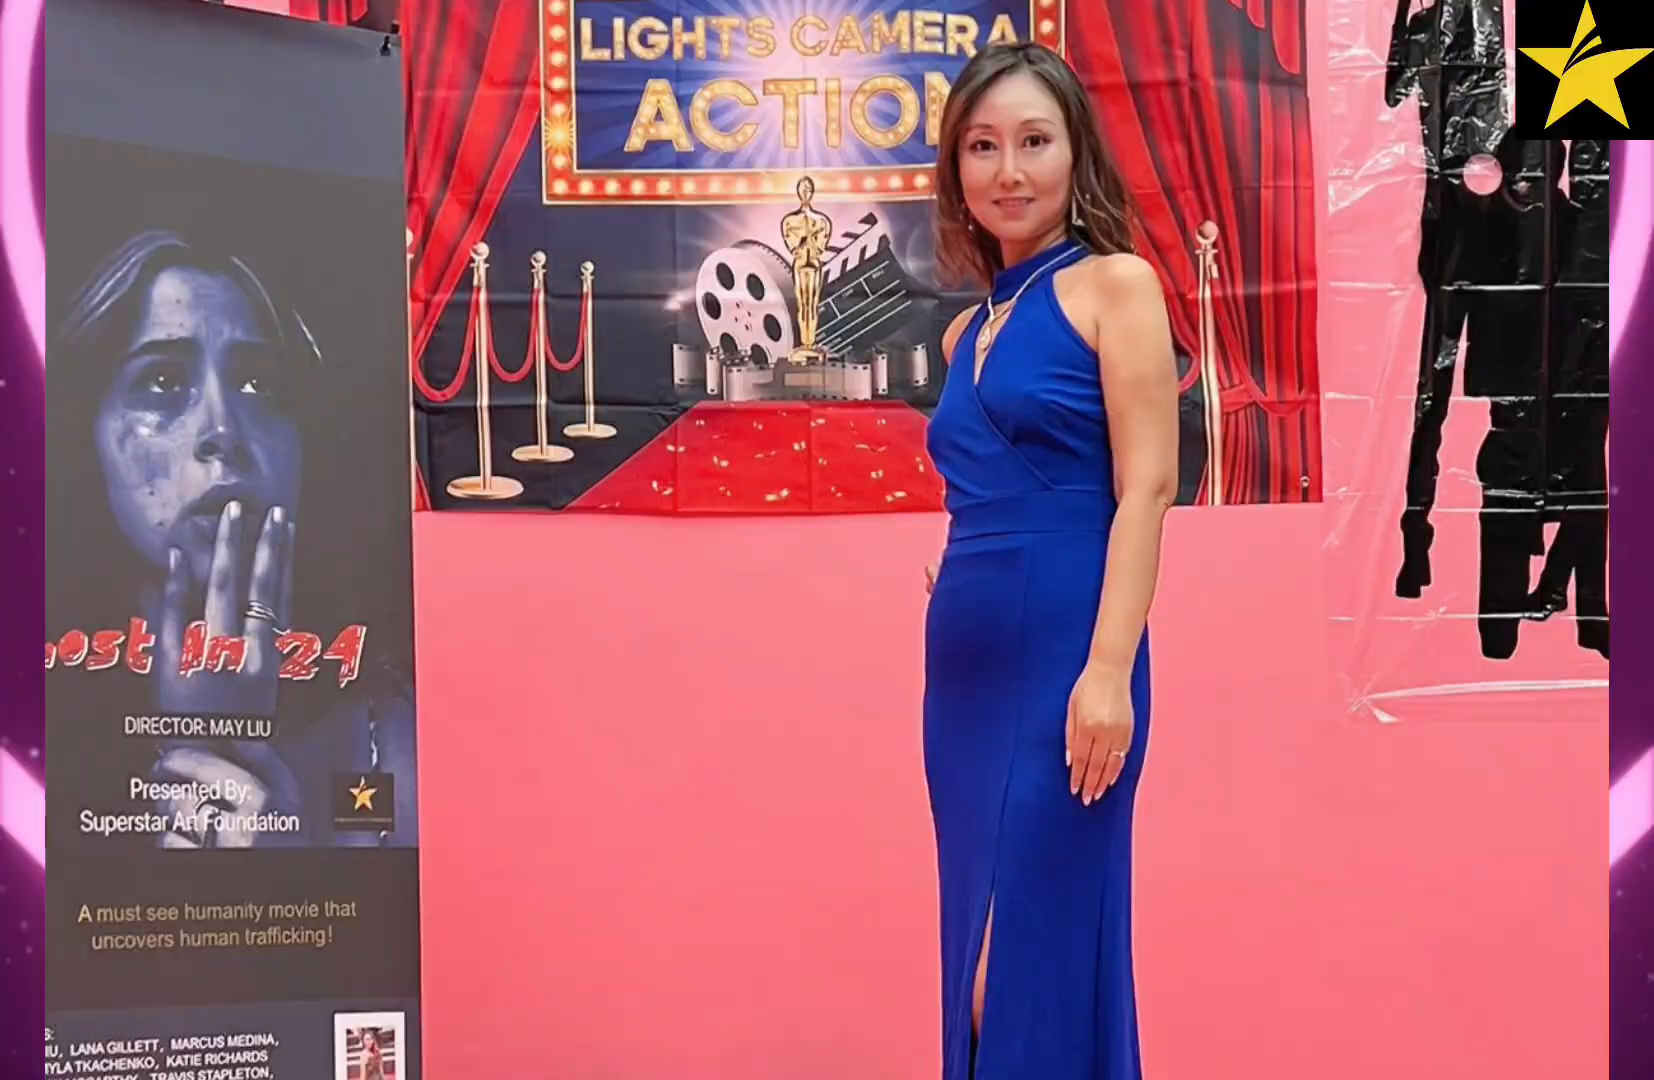 LIGHTS CAMERA
ACTION
In 24
DIRECTOR: MAY LIU
Presented By:
Superstar Art Foundation
A must see humanity movie that
uncovers human trafficking!
LANA GILLETT, MARCUS MEDINA,
TKACHENKO, KATIE RICHARDS
TRAVIS STAPLETON,